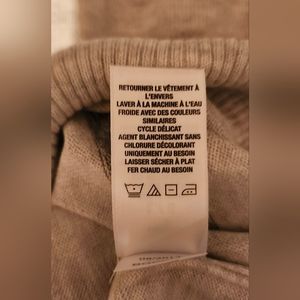 RETOURNER LE VÊTEMENT À
L'ENVERS
LAVER À LA MACHINE À L'EAU
FROIDE AVEC DES COULEURS
SIMILAIRES
CYCLE DÉLICAT
AGENT BLANCHISSANT SANS
CHLORURE DÉCOLORANT
UNIQUEMENT AU BESOIN
LAISSER SÉCHER À PLAT
FER CHAUD AU BESOIN